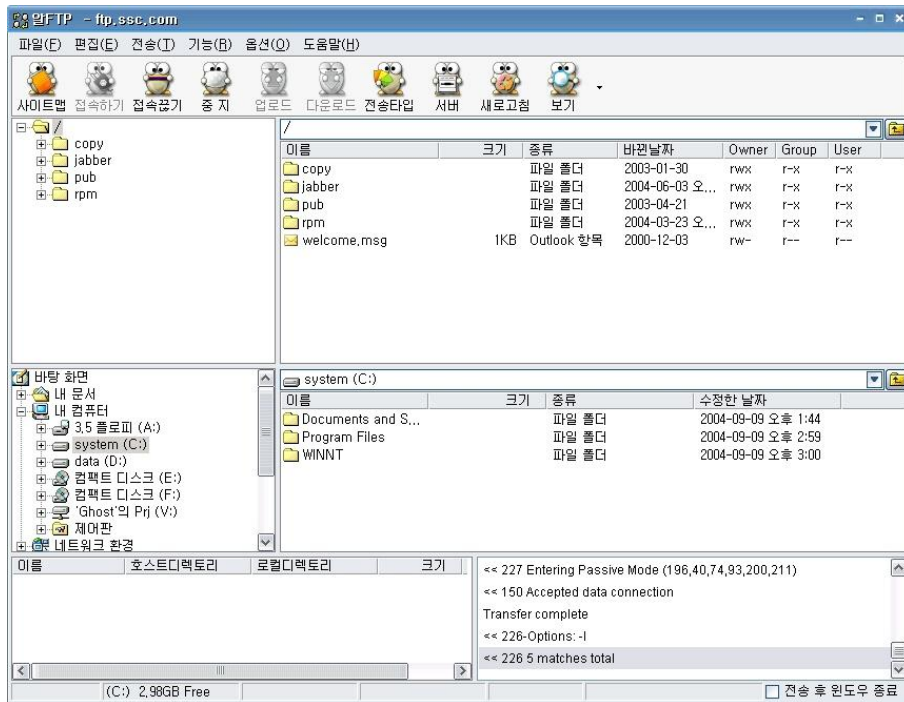 알FTP - ftp.ssc.com
파일(F) 편집(E) 전송(T) 기능(R) 옵션(O) 도움말(H)
사이트맵 접속하기 접속끊기 중 지 업로드 다운로드 전송타입 서버 새로고침 보기
/
copy
jabber
pub
rpm
/
이름 크기 종류 바뀐날짜 Owner Group User
copy 파일 폴더 2003-01-30 rwx r-x r-x
jabber 파일 폴더 2004-06-03 오... rwx r-x r-x
pub 파일 폴더 2003-04-21 rwx r-x r-x
rpm 파일 폴더 2004-03-23 오... rwx r-x r-x
welcome.msg 1KB Outlook 항목 2000-12-03 rw- r-- r--
바탕 화면
내 문서
내 컴퓨터
3.5 플로피 (A:)
system (C:)
data (D:)
컴팩트 디스크 (E:)
컴팩트 디스크 (F:)
'Ghost'의 Prj (V:)
제어판
네트워크 환경
system (C:)
이름 크기 종류 수정한 날짜
Documents and S... 파일 폴더 2004-09-09 오후 1:44
Program Files 파일 폴더 2004-09-09 오후 2:59
WINNT 파일 폴더 2004-09-09 오후 3:00
이름 호스트디렉토리 로컬디렉토리 크기
<< 227 Entering Passive Mode (196,40,74,93,200,211)
<< 150 Accepted data connection
Transfer complete
<< 226-Options: -l
<< 226 5 matches total
(C:) 2.98GB Free
전송 후 윈도우 종료